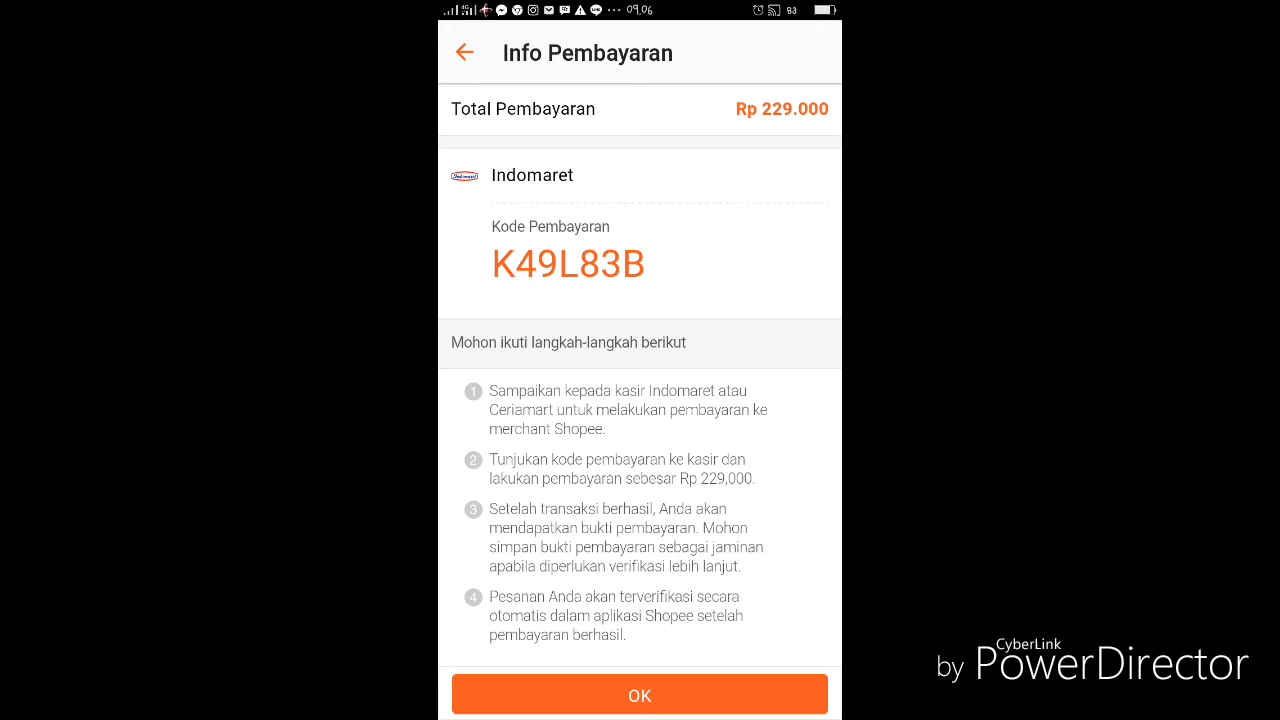 09.06
83
Info Pembayaran
Total Pembayaran
Rp 229.000
Indomaret
Indomaret
Kode Pembayaran
K49L83B
Mohon ikuti langkah-langkah berikut
1 Sampaikan kepada kasir Indomaret atau
Ceriamart untuk melakukan pembayaran ke
merchant Shopee.
2 Tunjukan kode pembayaran ke kasir dan
lakukan pembayaran sebesar Rp 229,000.
3 Setelah transaksi berhasil, Anda akan
mendapatkan bukti pembayaran. Mohon
simpan bukti pembayaran sebagai jaminan
apabila diperlukan verifikasi lebih lanjut.
4 Pesanan Anda akan terverifikasi secara
otomatis dalam aplikasi Shopee setelah
pembayaran berhasil.
OK
CyberLink
by PowerDirector